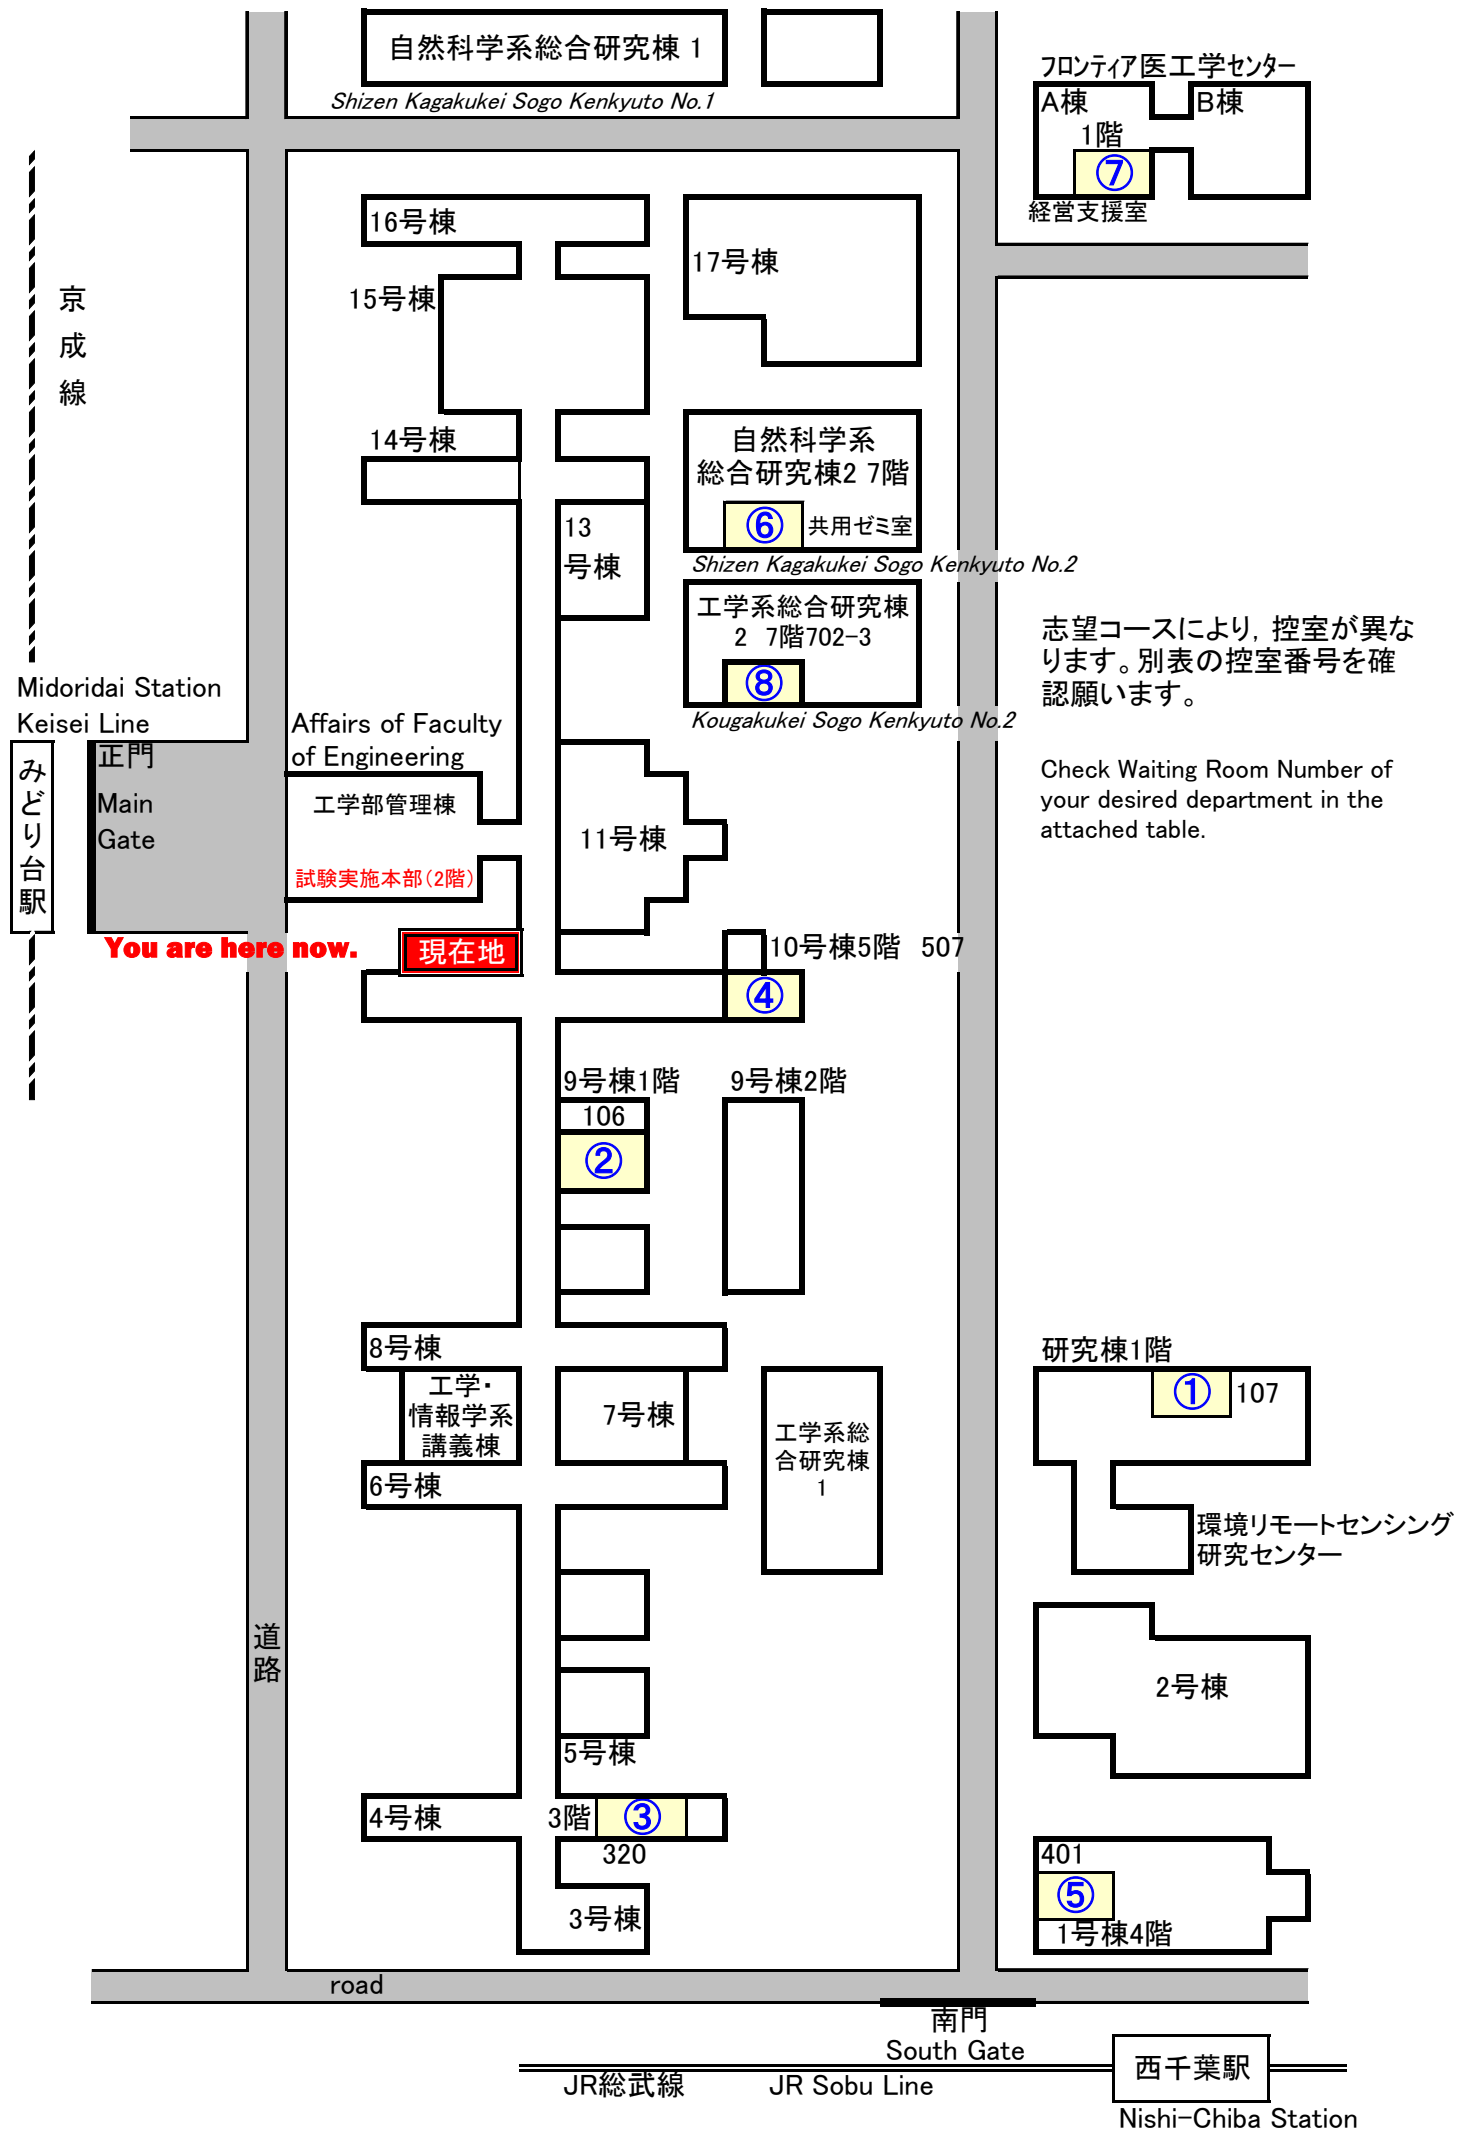 自然科学系総合研究棟 1
Shizen Kagakukei Sogo Kenkyuto No.1
フロンティア医工学センター
A棟
B棟
1階
⑦
経営支援室
16号棟
17号棟
15号棟
京成線
14号棟
自然科学系
総合研究棟2 7階
⑥ 共用ゼミ室
Shizen Kagakukei Sogo Kenkyuto No.2
13
号棟
工学系総合研究棟
2 7階702-3
⑧
Kougakukei Sogo Kenkyuto No.2
志望コースにより, 控室が異な
ります。別表の控室番号を確
認願います。
Check Waiting Room Number of
your desired department in the
attached table.
Midoridai Station
Keisei Line
みどり台駅
正門
Main
Gate
Affairs of Faculty
of Engineering
工学部管理棟
試験実施本部(2階)
11号棟
You are here now.
現在地
10号棟5階 507
④
9号棟1階
106
②
9号棟2階
8号棟
工学・
情報学系
講義棟
7号棟
6号棟
工学系総
合研究棟
1
研究棟1階
① 107
環境リモートセンシング
研究センター
道路
2号棟
5号棟
4号棟
3階 ③
320
3号棟
401
⑤
1号棟4階
road
南門
South Gate
西千葉駅
JR総武線
JR Sobu Line
Nishi-Chiba Station